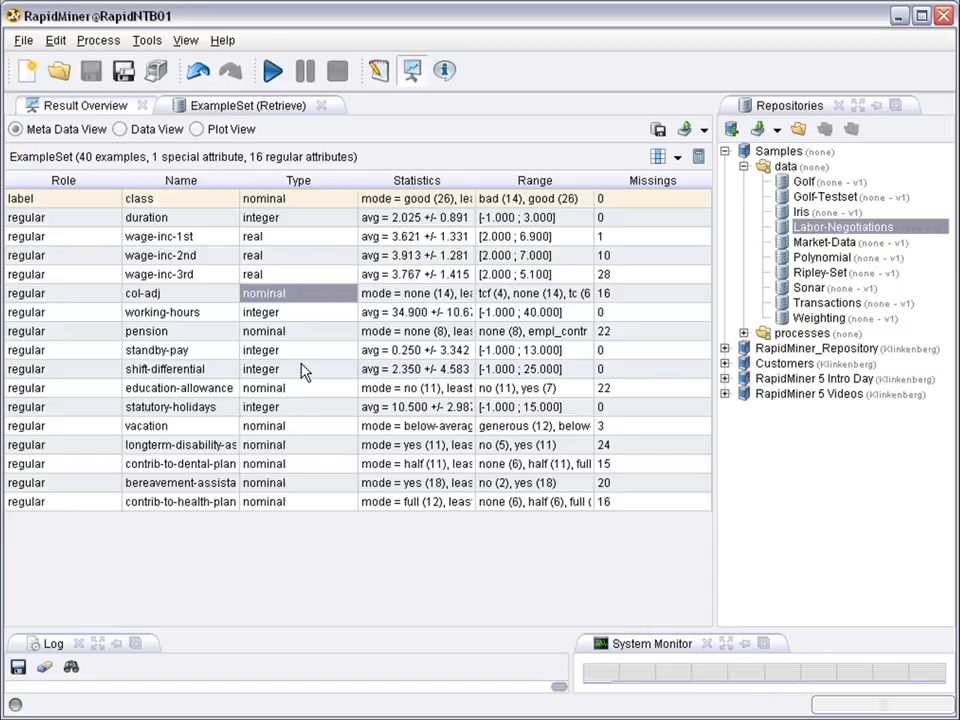 RapidMiner@RapidNTB01
File Edit Process Tools View Help
Result Overview ExampleSet (Retrieve)
Meta Data View Data View Plot View
ExampleSet (40 examples, 1 special attribute, 16 regular attributes)
Role Name Type Statistics Range Missings
label class nominal mode = good (26), lea bad (14), good (26) 0
regular duration integer avg = 2.025 +/- 0.891 [-1.000 ; 3.000] 0
regular wage-inc-1st real avg = 3.621 +/- 1.331 [2.000 ; 6.900] 1
regular wage-inc-2nd real avg = 3.913 +/- 1.281 [2.000 ; 7.000] 10
regular wage-inc-3rd real avg = 3.767 +/- 1.415 [2.000 ; 5.100] 28
regular col-adj nominal mode = none (14), lea tcf (4), none (14), tc (6 16
regular working-hours integer avg = 34.900 +/- 10.6 [-1.000 ; 40.000] 0
regular pension nominal mode = none (8), leas none (8), empl_contr 22
regular standby-pay integer avg = 0.250 +/- 3.342 [-1.000 ; 13.000] 0
regular shift-differential integer avg = 2.350 +/- 4.583 [-1.000 ; 25.000] 0
regular education-allowance nominal mode = no (11), least no (11), yes (7) 22
regular statutory-holidays integer avg = 10.500 +/- 2.98 [-1.000 ; 15.000] 0
regular vacation nominal mode = below-averag generous (12), below- 3
regular longterm-disability-as nominal mode = yes (11), leas no (5), yes (11) 24
regular contrib-to-dental-plan nominal mode = half (11), leas none (6), half (11), full 15
regular bereavement-assista nominal mode = yes (18), leas no (2), yes (18) 20
regular contrib-to-health-plan nominal mode = full (12), least none (6), half (6), full ( 16
Repositories
Samples (none)
data (none)
Golf (none - v1)
Golf-Testset (none - v1)
Iris (none - v1)
Labor-Negotiations (none - v1)
Market-Data (none - v1)
Polynomial (none - v1)
Ripley-Set (none - v1)
Sonar (none - v1)
Transactions (none - v1)
Weighting (none - v1)
processes (none)
RapidMiner_Repository (Klinkenberg)
Customers (Klinkenberg)
RapidMiner 5 Intro Day (Klinkenberg)
RapidMiner 5 Videos (Klinkenberg)
Log
System Monitor